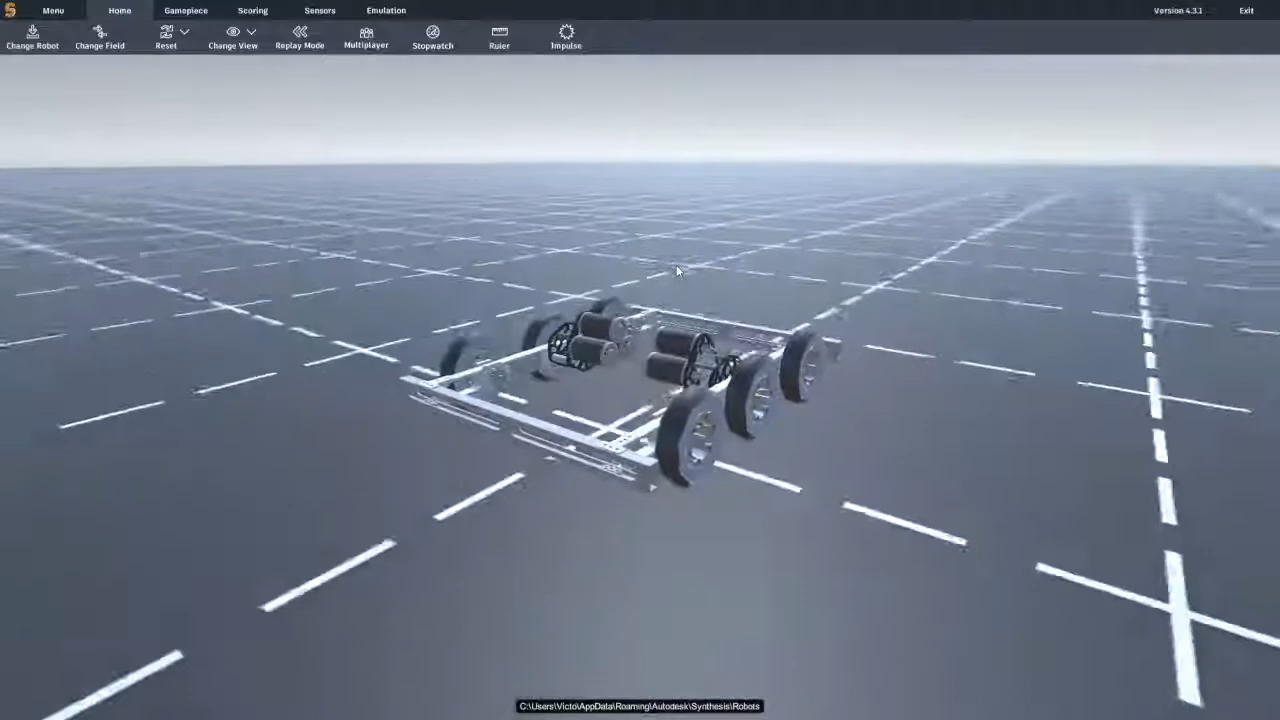 Menu Home Gamepiece Scoring Sensors Emulation Version 4.3.1 Exit
Change Robot Change Field Reset Change View Replay Mode Multiplayer Stopwatch Ruler Impulse
C:\Users\Victo\AppData\Roaming\Autodesk\Synthesis\Robots